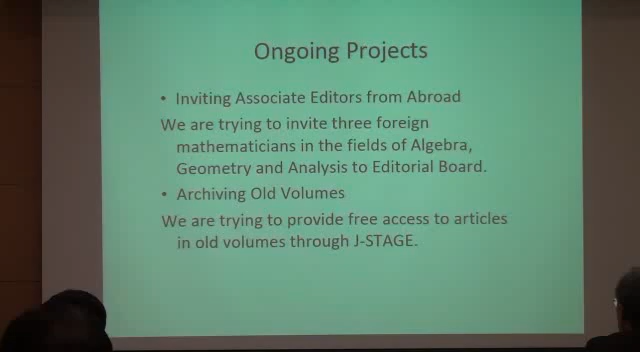 Ongoing Projects
• Inviting Associate Editors from Abroad
We are trying to invite three foreign
mathematicians in the fields of Algebra,
Geometry and Analysis to Editorial Board.
• Archiving Old Volumes
We are trying to provide free access to articles
in old volumes through J-STAGE.